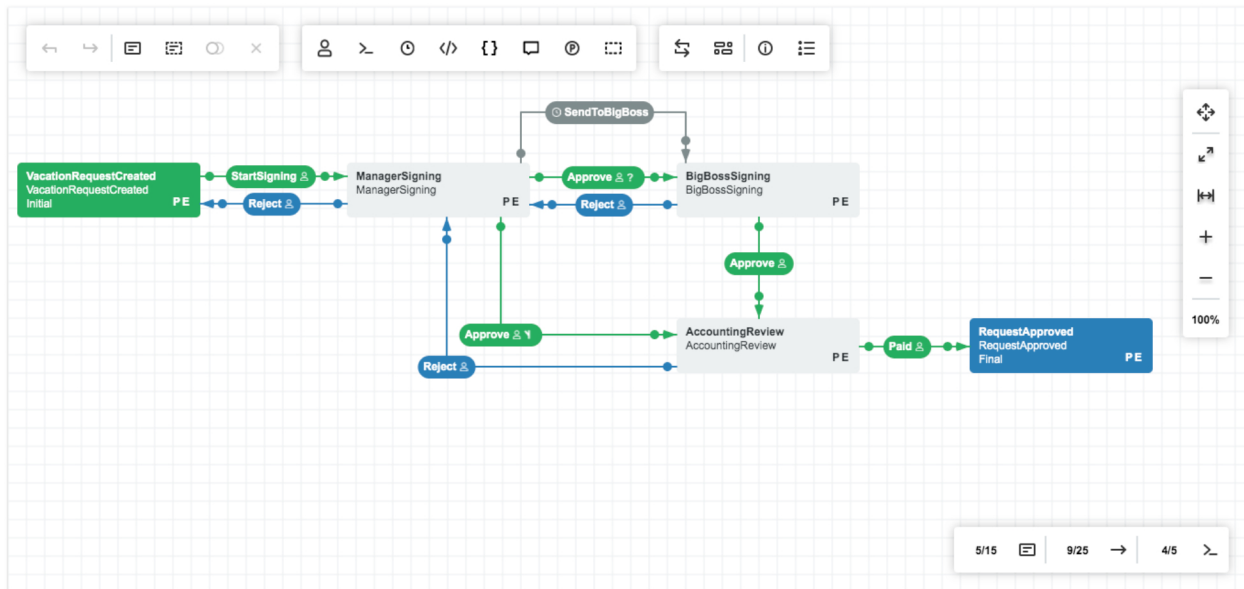 SendToBigBoss
VacationRequestCreated
VacationRequestCreated
Initial
PE
StartSigning
Reject
ManagerSigning
ManagerSigning
PE
Approve ?
Reject
BigBossSigning
BigBossSigning
PE
Approve
Approve
Reject
AccountingReview
AccountingReview
PE
Paid
RequestApproved
RequestApproved
Final
PE
100%
5/15
9/25
4/5